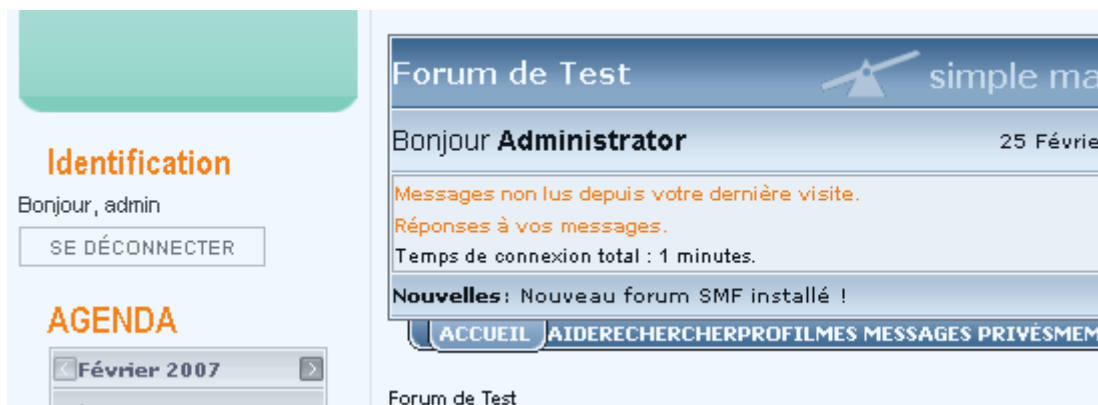 Identification
Bonjour, admin
SE DÉCONNECTER
AGENDA
Février 2007
Forum de Test
simple ma
Bonjour Administrator
25 Févrie
Messages non lus depuis votre dernière visite.
Réponses à vos messages.
Temps de connexion total : 1 minutes.
Nouvelles: Nouveau forum SMF installé !
ACCUEIL AIDERECHERCHERPROFILMES MESSAGES PRIVÉSMEM
Forum de Test